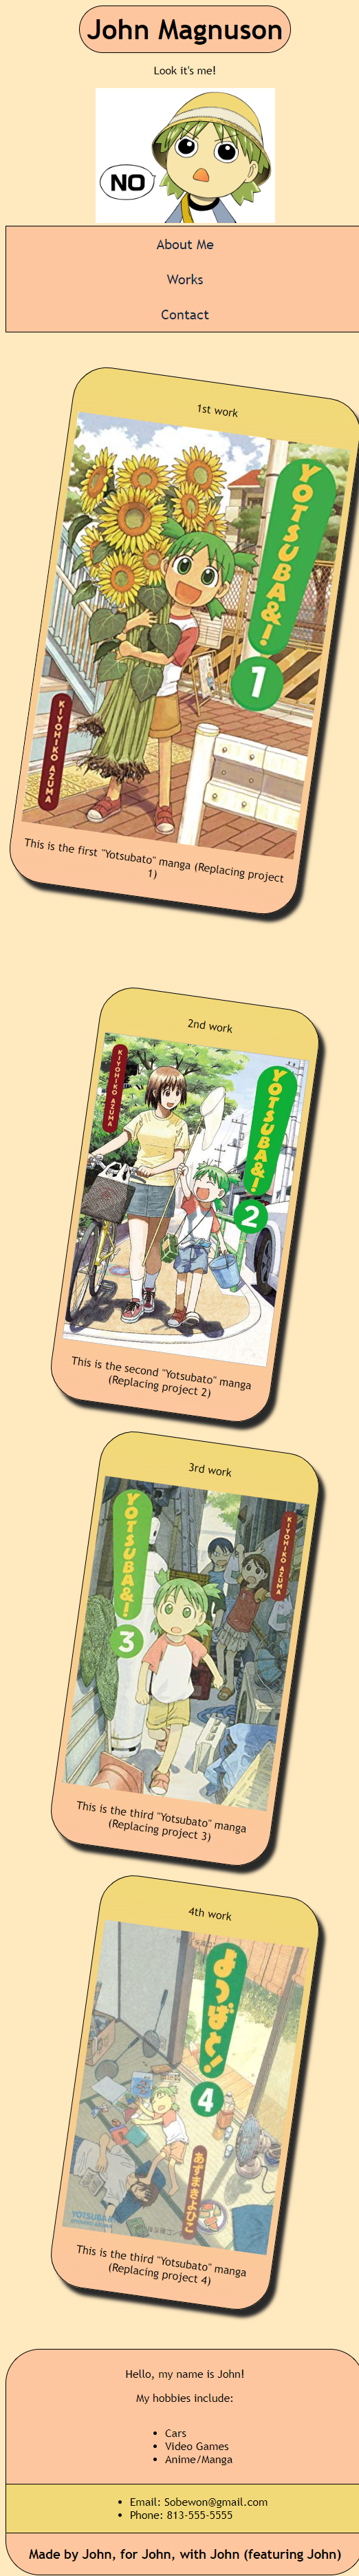 John Magnuson
Look it's me!
NO
About Me
Works
Contact
1st work
YOTSUBA&!
1
KIYOHIKO AZUMA
This is the first "Yotsubato" manga (Replacing project
1)
2nd work
KIYOHIKO AZUMA
YOTSUBA&!
2
This is the second "Yotsubato" manga
(Replacing project 2)
3rd work
YOTSUBA&!
3
KIYOHIKO AZUMA
This is the third "Yotsubato" manga
(Replacing project 3)
4th work
よつばと!
4
あずまきよひこ
YOTSUBA&!
This is the third "Yotsubato" manga
(Replacing project 4)
Hello, my name is John!
My hobbies include:
Cars
Video Games
Anime/Manga
Email: Sobewon@gmail.com
Phone: 813-555-5555
Made by John, for John, with John (featuring John)